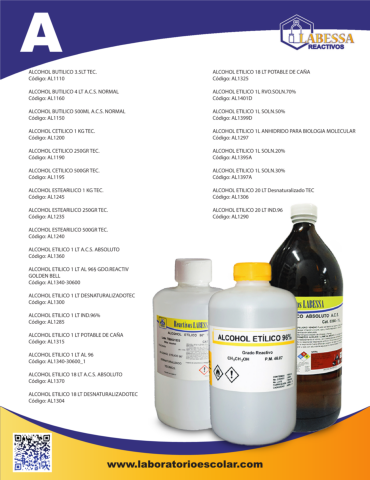 A
LABESSA
REACTIVOS
ALCOHOL BUTILICO 3.5LT TEC.
Código: AL1110
ALCOHOL BUTILICO 4 LT A.C.S. NORMAL
Código: AL1160
ALCOHOL BUTILICO 500ML A.C.S. NORMAL
Código: AL1150
ALCOHOL CETILICO 1 KG TEC.
Código: AL1200
ALCOHOL CETILICO 250GR TEC.
Código: AL1190
ALCOHOL CETILICO 500GR TEC.
Código: AL1195
ALCOHOL ESTEARILICO 1 KG TEC.
Código: AL1245
ALCOHOL ESTEARILICO 250GR TEC.
Código: AL1235
ALCOHOL ESTEARILICO 500GR TEC.
Código: AL1240
ALCOHOL ETILICO 1 LT A.C.S. ABSOLUTO
Código: AL1360
ALCOHOL ETILICO 1 LT AL 96% GDO.REACTIV
GOLDEN BELL
Código: AL1340-30600
ALCOHOL ETILICO 1 LT DESNATURALIZADOTEC
Código: AL1300
ALCOHOL ETILICO 1 LT IND.96%
Código: AL1285
ALCOHOL ETILICO 1 LT POTABLE DE CAÑA
Código: AL1315
ALCOHOL ETILICO 1 LT AL 96
Código: AL1340-30600_1
ALCOHOL ETILICO 18 LT A.C.S. ABSOLUTO
Código: AL1370
ALCOHOL ETILICO 18 LT DESNATURALIZADOTEC
Código: AL1304
ALCOHOL ETILICO 18 LT POTABLE DE CAÑA
Código: AL1325
ALCOHOL ETILICO 1L RVO.SOLN.70%
Código: AL1401D
ALCOHOL ETILICO 1L SOLN.50%
Código: AL1399D
ALCOHOL ETILICO 1L ANHIDRIDO PARA BIOLOGIA MOLECULAR
Código: AL1297
ALCOHOL ETILICO 1L SOLN.20%
Código: AL1395A
ALCOHOL ETILICO 1L SOLN.30%
Código: AL1397A
ALCOHOL ETILICO 20 LT Desnaturalizado TEC
Código: AL1306
ALCOHOL ETILICO 20 LT IND.96
Código: AL1290
Reactivos LABESSA
ALCOHOL ETÍLICO 96%
Grado Reactivo
CH₃CH₂OH
P.M. 46.07
LABESSA
ABSOLUTO A.C.S.
www.laboratorioescolar.com